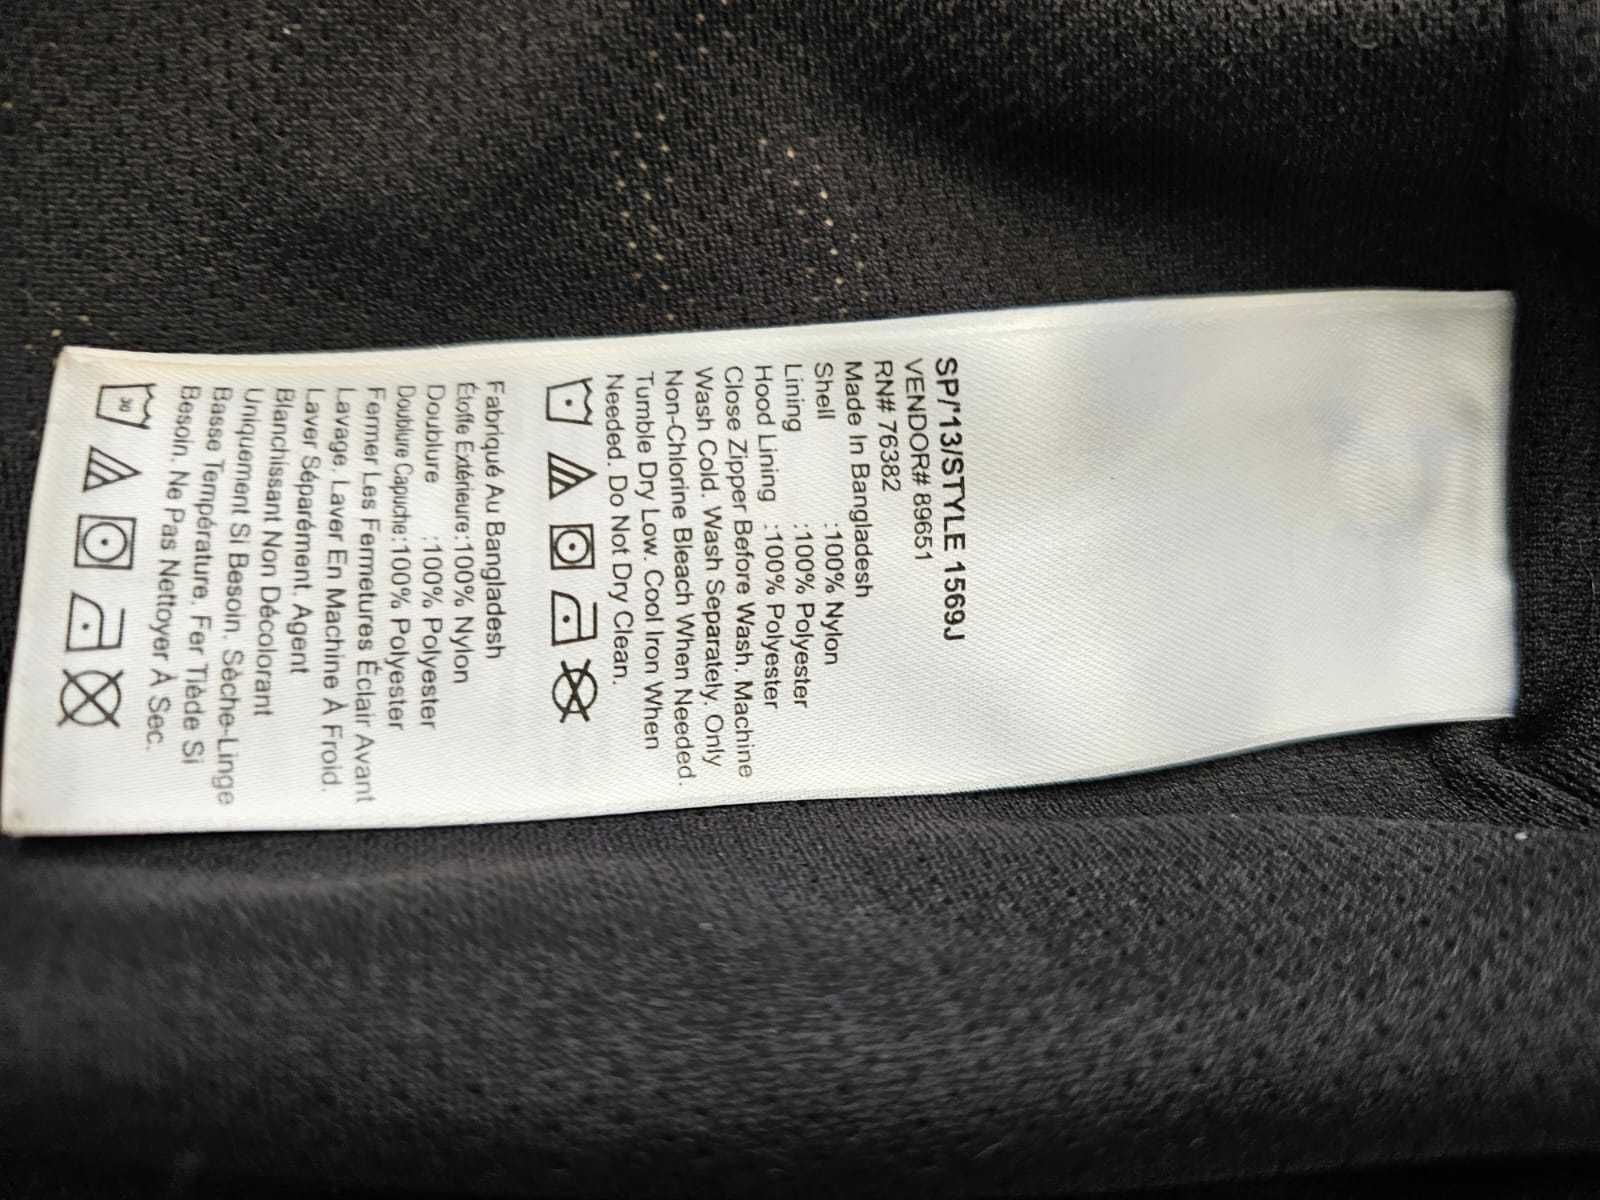 SP/'13/STYLE 1569J
VENDOR# 89651
RN# 76382
Made In Bangladesh
Shell :100% Nylon
Lining :100% Polyester
Hood Lining :100% Polyester
Close Zipper Before Wash. Machine
Wash Cold. Wash Separately. Only
Non-Chlorine Bleach When Needed.
Tumble Dry Low. Cool Iron When
Needed. Do Not Dry Clean.
Fabriqué Au Bangladesh
Étoffe Extérieure:100% Nylon
Doublure :100% Polyester
Doublure Capuche:100% Polyester
Fermer Les Fermetures Éclair Avant
Lavage. Laver En Machine À Froid.
Laver Séparément. Agent
Blanchissant Non Décolorant
Uniquement Si Besoin. Sèche-Linge
Basse Température. Fer Tiède Si
Besoin. Ne Pas Nettoyer À Sec.
30